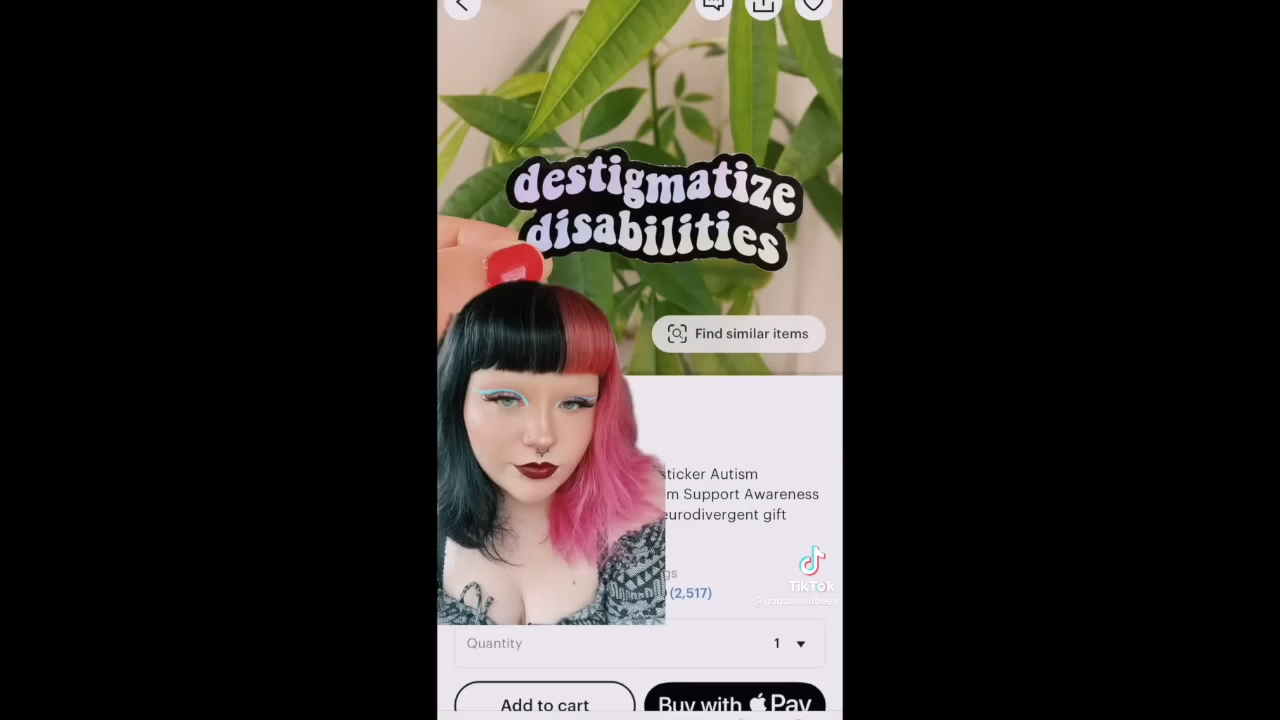 destigmatize
disabilities
Find similar items
sticker Autism
m Support Awareness
eurodivergent gift
gs
(2,517)
TikTok
Quantity
1
Add to cart
Buy with Pay